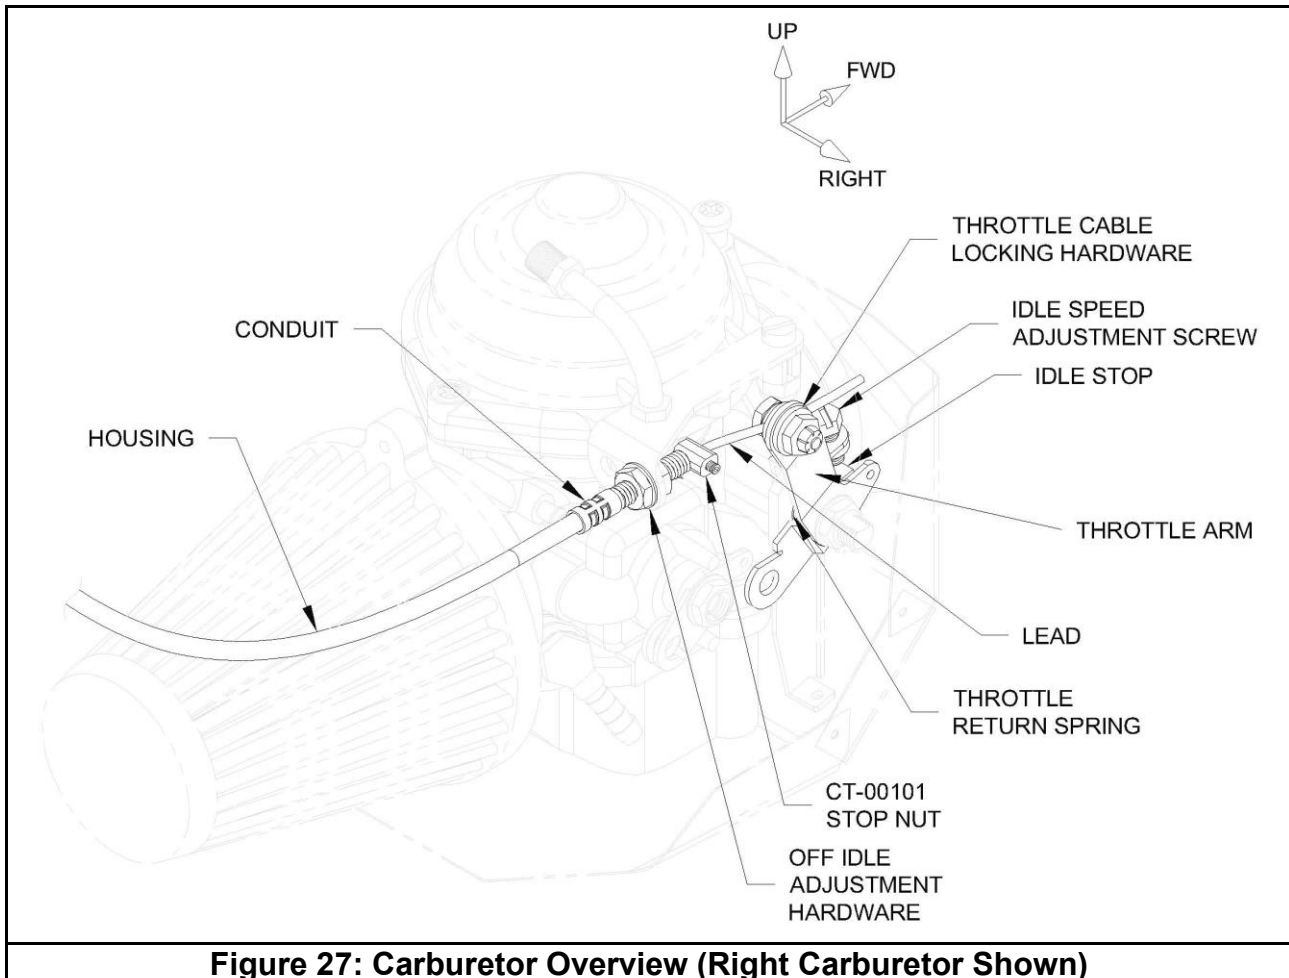 UP
FWD
RIGHT
THROTTLE CABLE
LOCKING HARDWARE
IDLE SPEED
ADJUSTMENT SCREW
IDLE STOP
CONDUIT
HOUSING
THROTTLE ARM
LEAD
THROTTLE
RETURN SPRING
CT-00101
STOP NUT
OFF IDLE
ADJUSTMENT
HARDWARE
Figure 27: Carburetor Overview (Right Carburetor Shown)